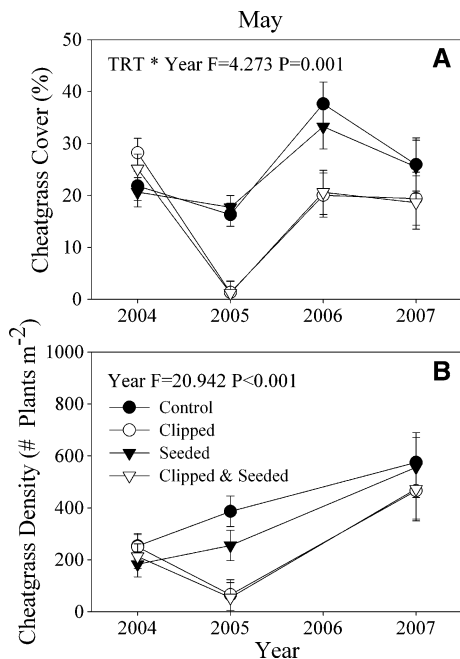 May
Cheatgrass Cover (%)
50
40
30
20
10
0
TRT * Year F=4.273 P=0.001
A
2004 2005 2006 2007
Cheatgrass Density (# Plants m-2)
1000
800
600
400
200
0
Year F=20.942 P<0.001
B
Control
Clipped
Seeded
Clipped & Seeded
2004 2005 2006 2007
Year